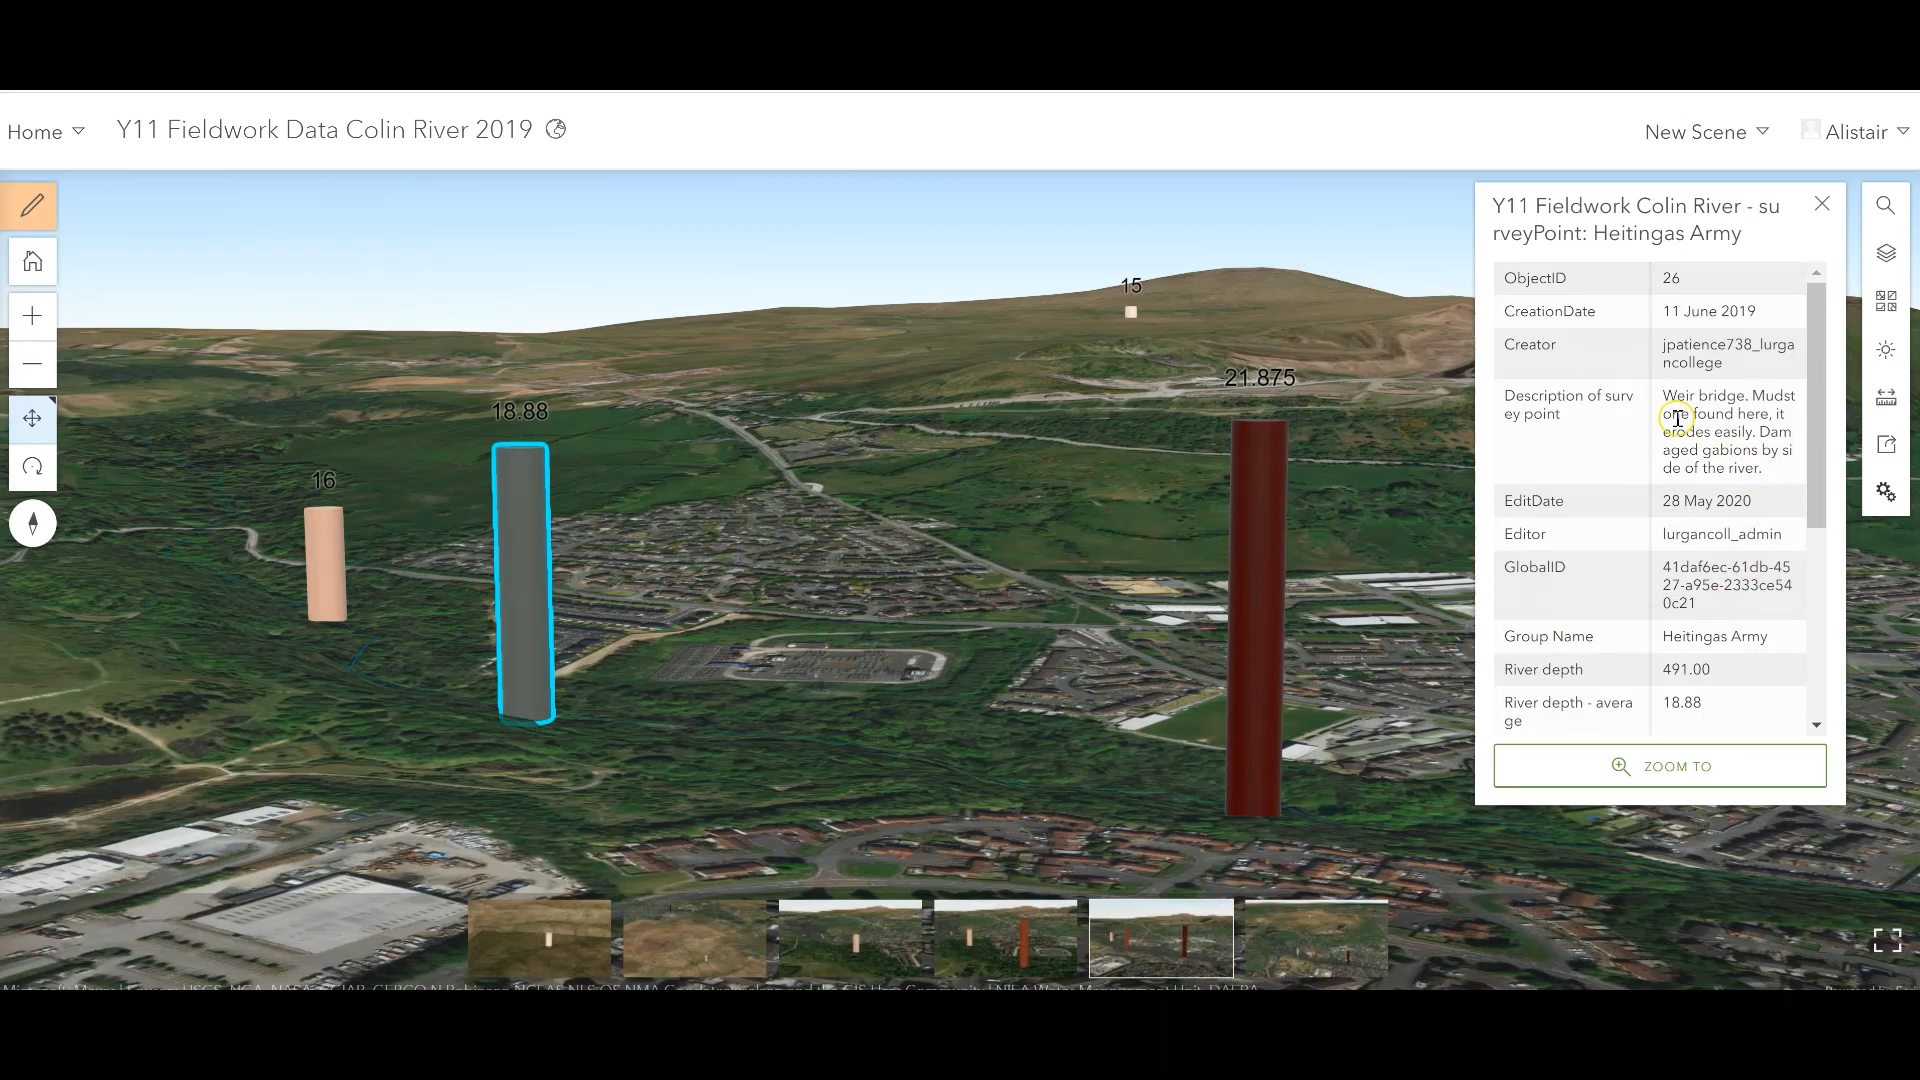 Home
Y11 Fieldwork Data Colin River 2019
New Scene
Alistair
Y11 Fieldwork Colin River - su
rveyPoint: Heitingas Army
ObjectID 26
CreationDate 11 June 2019
Creator jpatience738_lurga
ncollege
Description of surv
ey point
Weir bridge. Mudst
one found here, it
erodes easily. Dam
aged gabions by si
de of the river.
EditDate 28 May 2020
Editor lurgancoll_admin
GlobalID 41daf6ec-61db-45
27-a95e-2333ce54
0c21
Group Name Heitingas Army
River depth 491.00
River depth - avera
ge
18.88
ZOOM TO
15
21.875
18.88
16